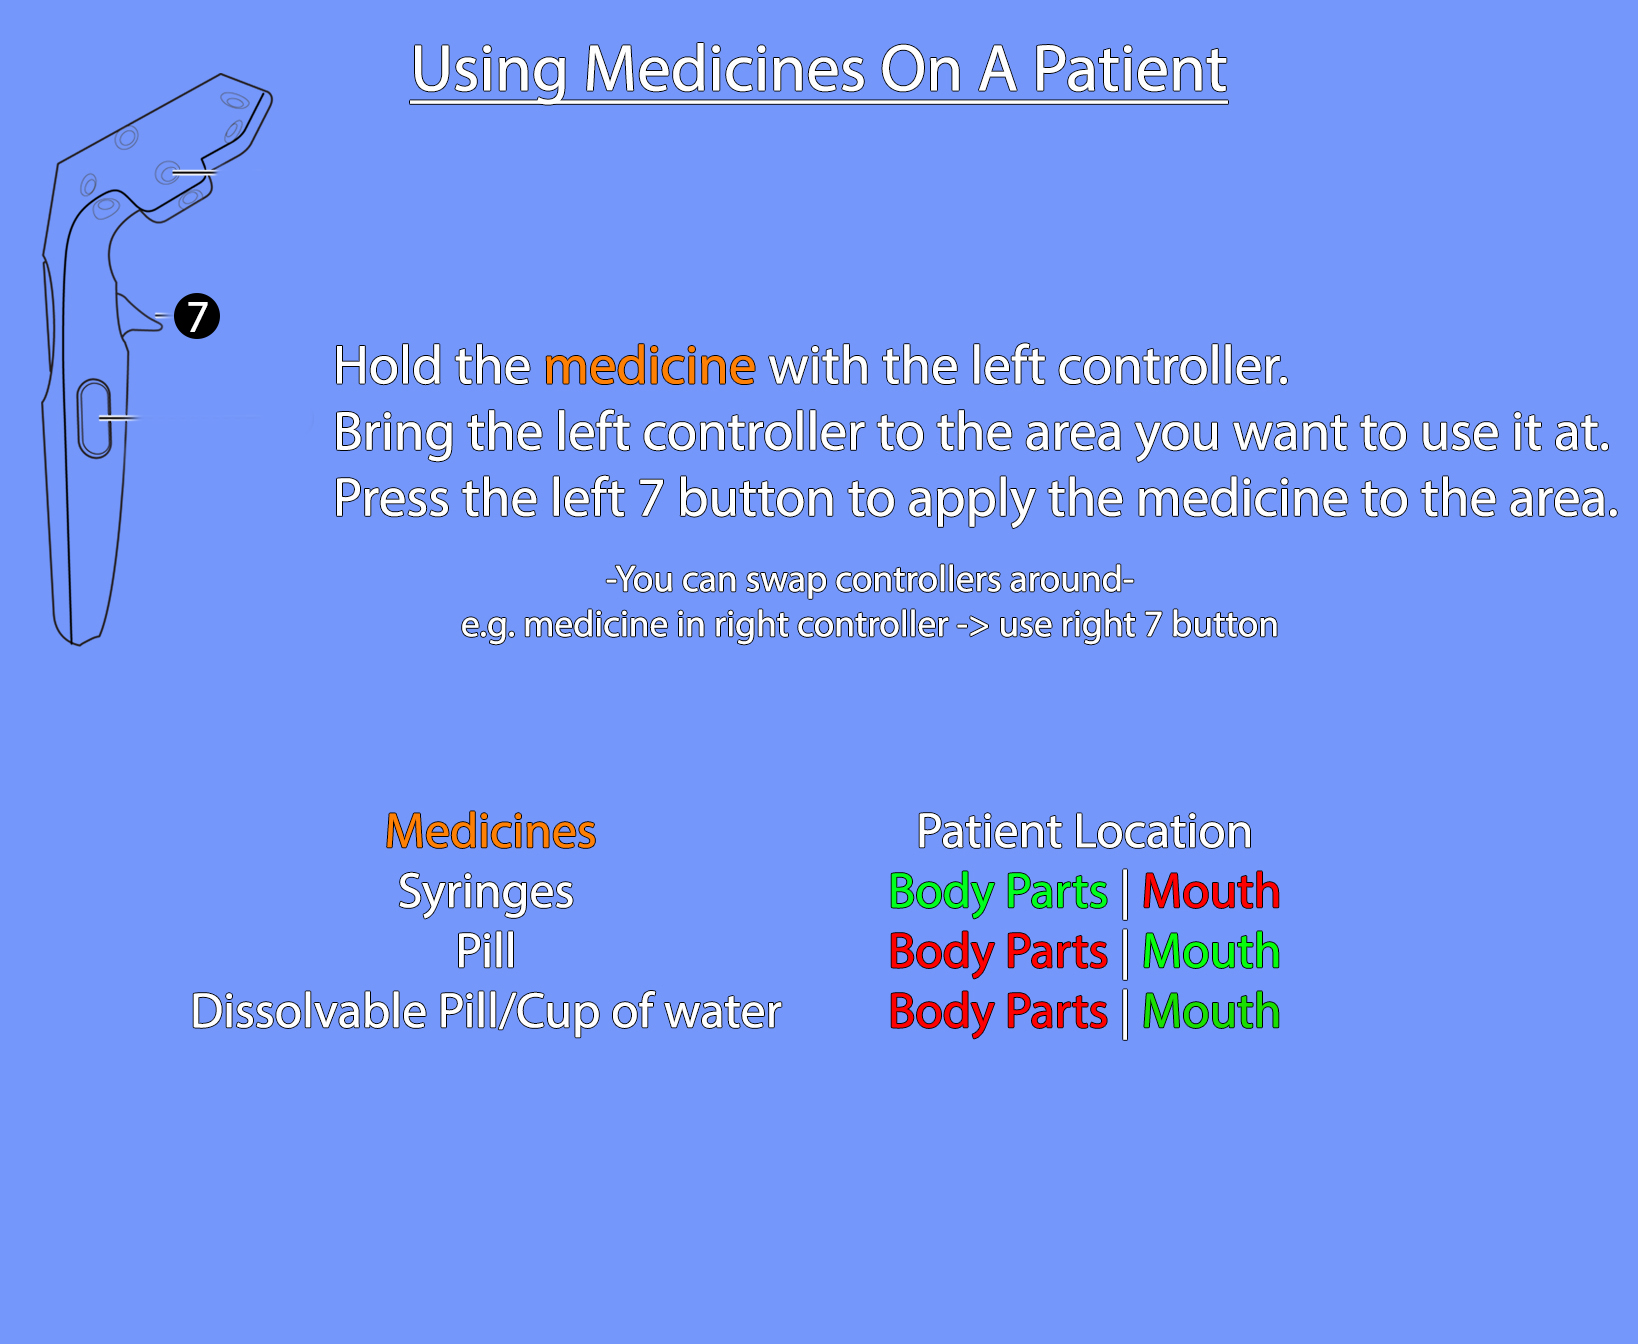 Using Medicines On A Patient
7
Hold the medicine with the left controller.
Bring the left controller to the area you want to use it at.
Press the left 7 button to apply the medicine to the area.
-You can swap controllers around-
e.g. medicine in right controller -> use right 7 button
Medicines Patient Location
Syringes Body Parts | Mouth
Pill Body Parts | Mouth
Dissolvable Pill/Cup of water Body Parts | Mouth